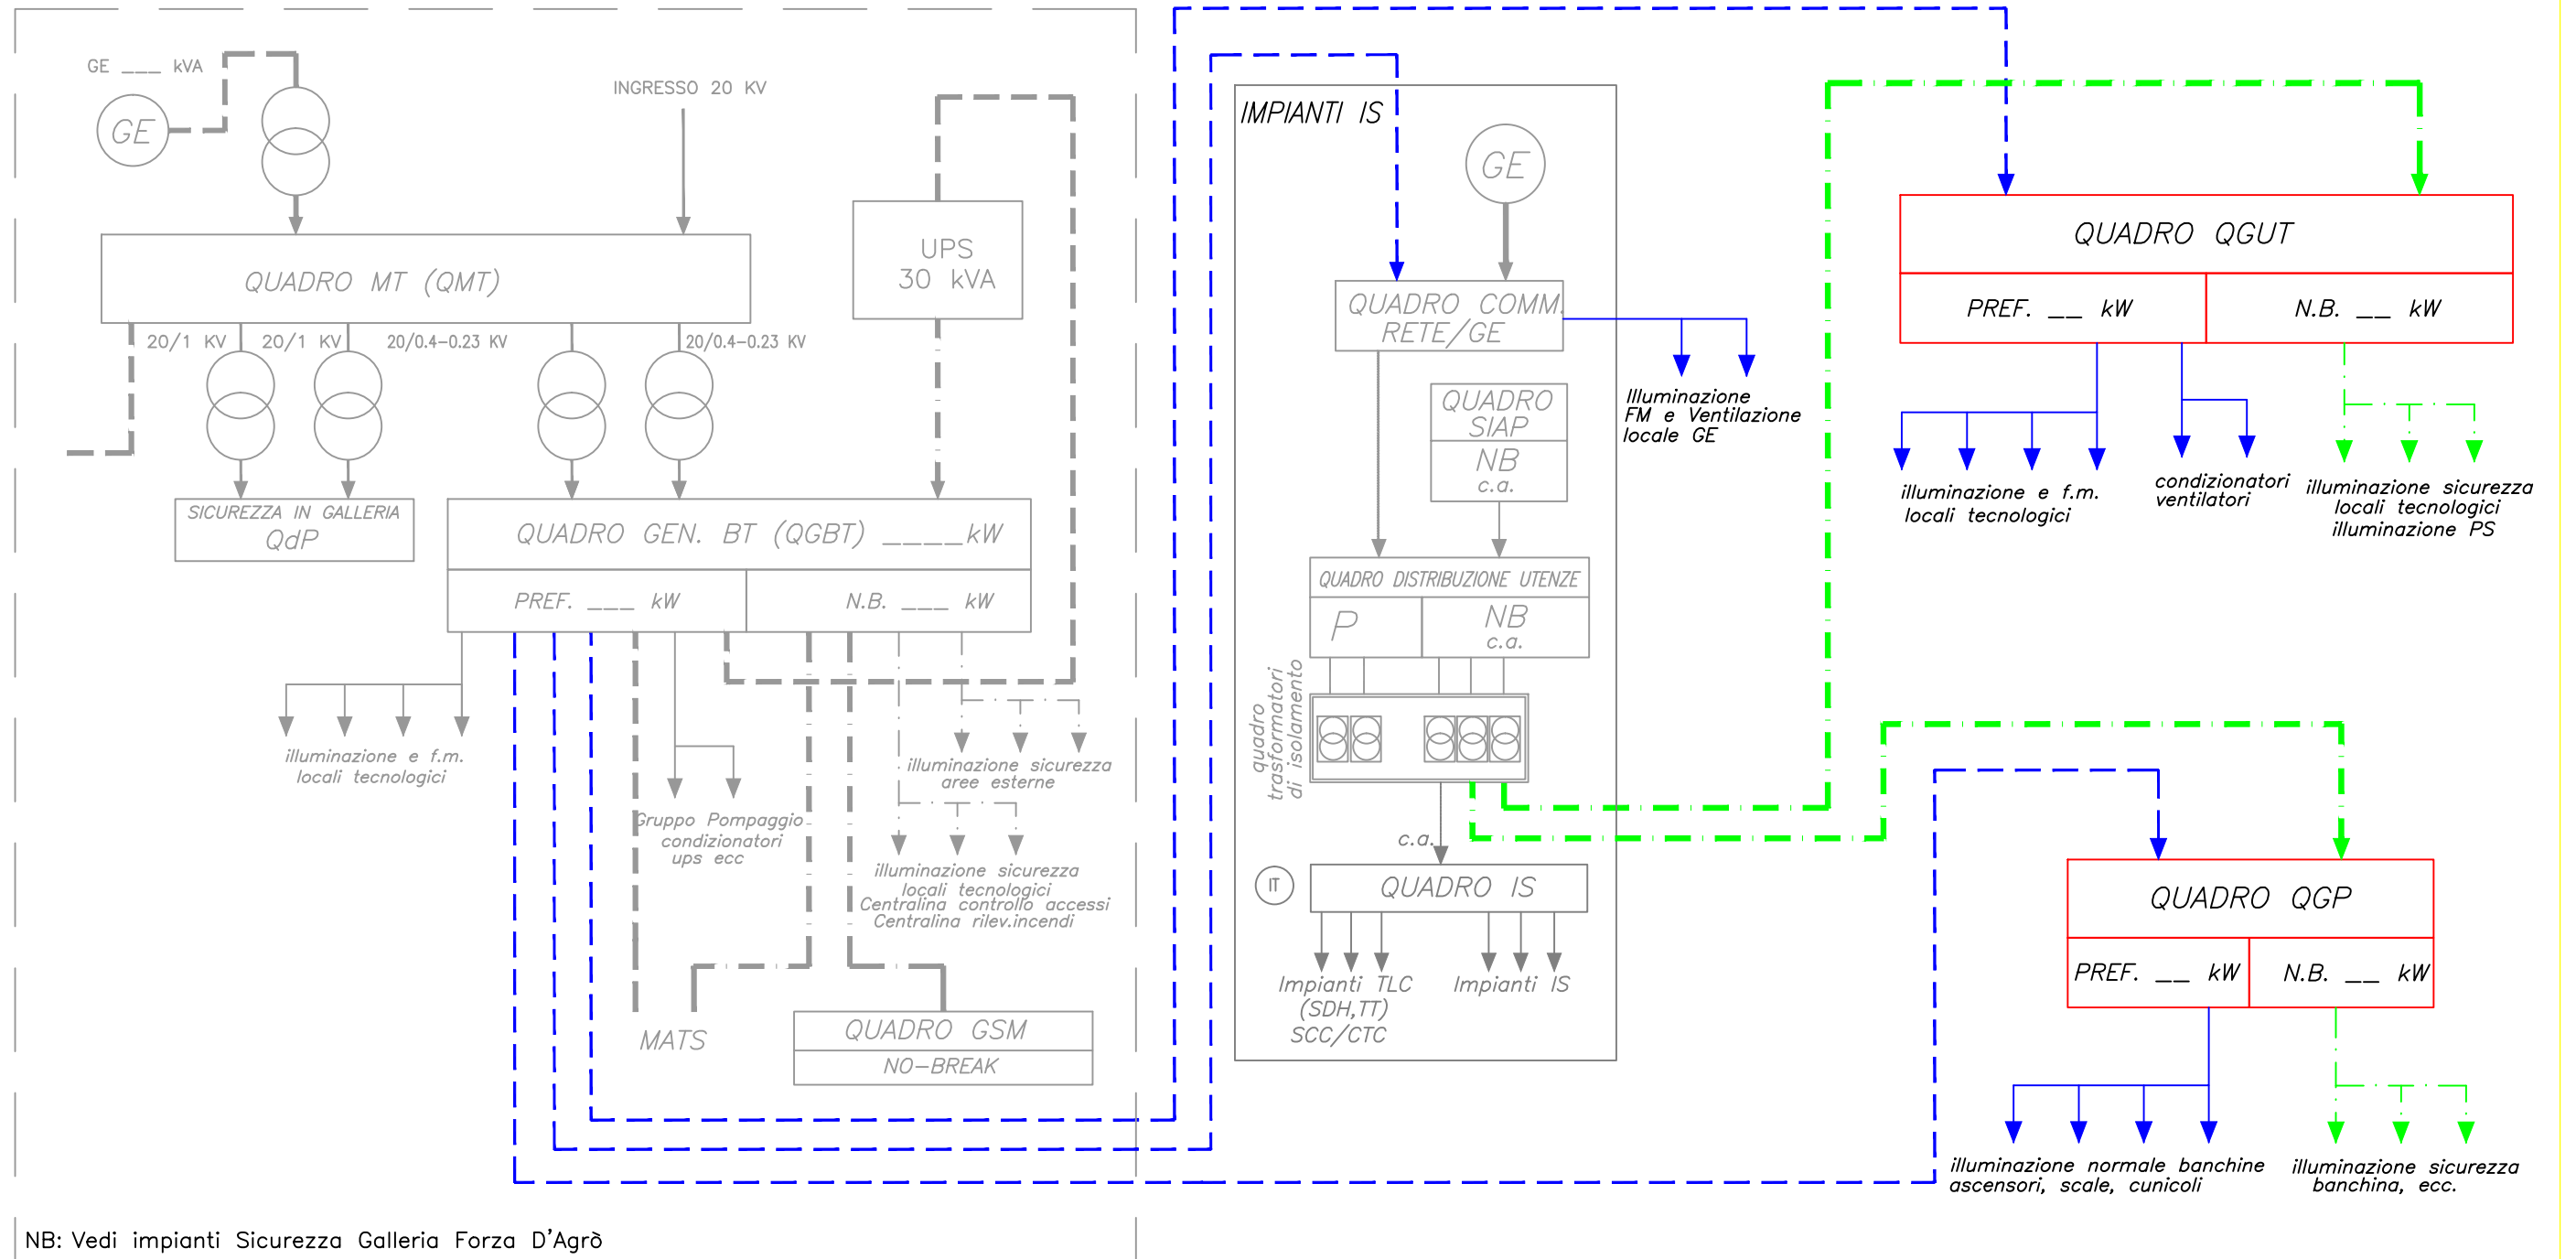 GE ___ kVA
GE
INGRESSO 20 KV
QUADRO MT (QMT)
UPS
30 kVA
20/1 KV
20/1 KV
20/0.4-0.23 KV
20/0.4-0.23 KV
SICUREZZA IN GALLERIA
QdP
QUADRO GEN. BT (QGBT) ____kW
PREF. ___ kW
N.B. ___ kW
illuminazione e f.m.
locali tecnologici
Gruppo Pompaggio
condizionatori
ups ecc
illuminazione sicurezza
aree esterne
illuminazione sicurezza
locali tecnologici
Centralina controllo accessi
Centralina rilev.incendi
MATS
QUADRO GSM
NO-BREAK
NB: Vedi impianti Sicurezza Galleria Forza D'Agrò
IMPIANTI IS
GE
QUADRO COMM.
RETE/GE
Illuminazione
FM e Ventilazione
locale GE
QUADRO
SIAP
NB
c.a.
QUADRO DISTRIBUZIONE UTENZE
P
NB
c.a.
quadro
trasformatori
di isolamento
c.a.
IT
QUADRO IS
Impianti TLC
(SDH,TT)
SCC/CTC
Impianti IS
QUADRO QGUT
PREF. __ kW
N.B. __ kW
illuminazione e f.m.
locali tecnologici
condizionatori
ventilatori
illuminazione sicurezza
locali tecnologici
illuminazione PS
QUADRO QGP
PREF. __ kW
N.B. __ kW
illuminazione normale banchine
ascensori, scale, cunicoli
illuminazione sicurezza
banchina, ecc.